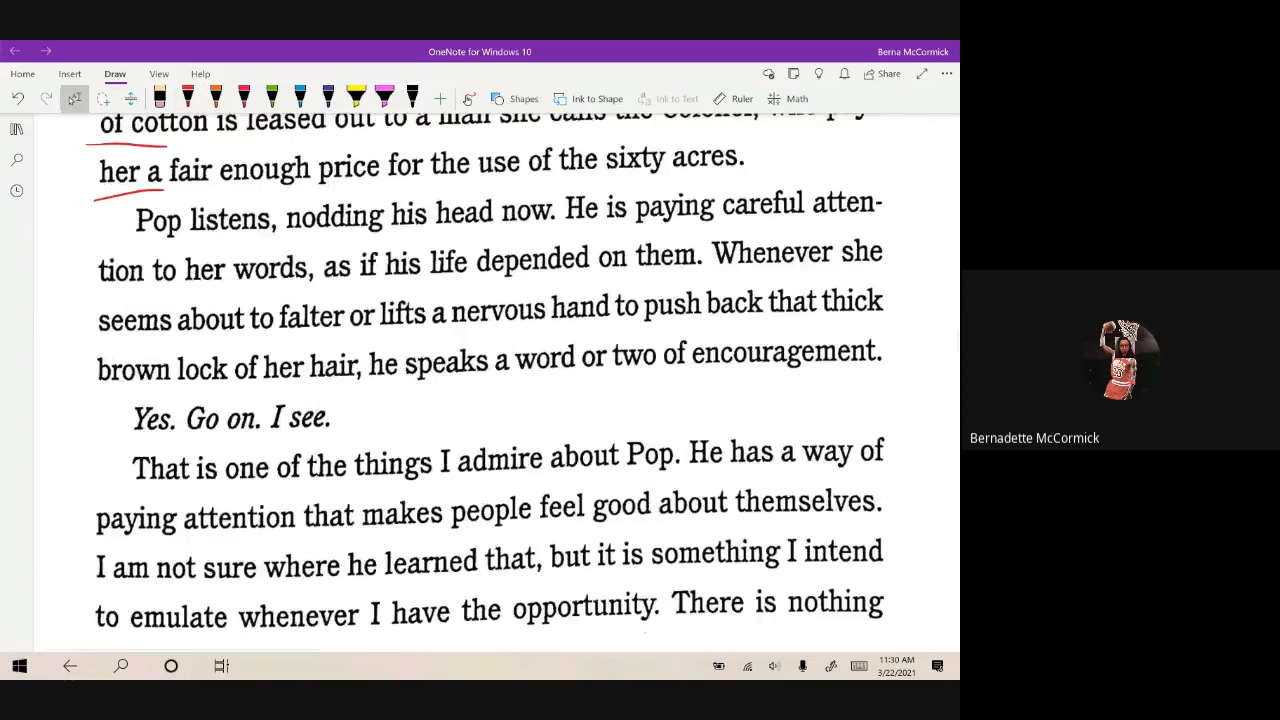 OneNote for Windows 10
Berna McCormick
Home Insert Draw View Help
Share
Shapes Ink to Shape Ink to Text Ruler Math
of cotton is leased out to a man she calls the Colonel, who pay
her a fair enough price for the use of the sixty acres.
Pop listens, nodding his head now. He is paying careful atten-
tion to her words, as if his life depended on them. Whenever she
seems about to falter or lifts a nervous hand to push back that thick
brown lock of her hair, he speaks a word or two of encouragement.
Yes. Go on. I see.
That is one of the things I admire about Pop. He has a way of
paying attention that makes people feel good about themselves.
I am not sure where he learned that, but it is something I intend
to emulate whenever I have the opportunity. There is nothing
11:30 AM
3/22/2021
Bernadette McCormick